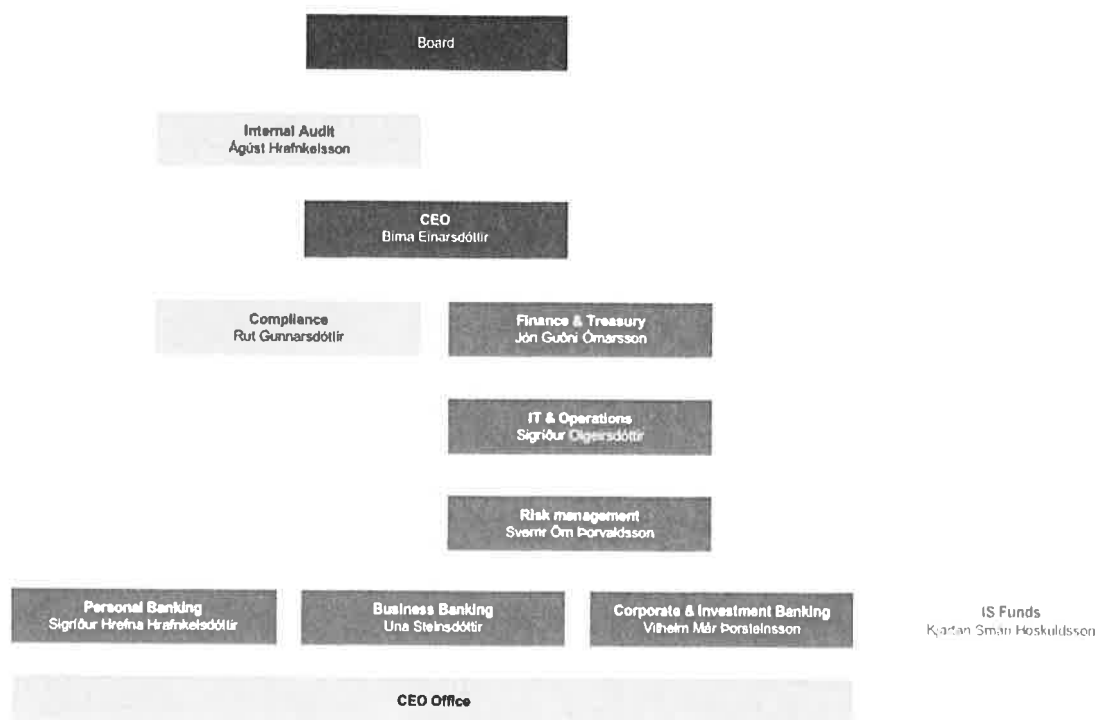 Board
Internal Audit
Ágúst Hrafnkelsson
CEO
Birna Einarsdóttir
Compliance
Rut Gunnarsdóttir
Finance & Treasury
Jón Guðni Ómarsson
IT & Operations
Sigríður Olgeirsdóttir
Risk management
Sverrir Örn Þorvaldsson
Personal Banking
Sigríður Hrefna Hrafnkelsdóttir
Business Banking
Una Steinsdóttir
Corporate & Investment Banking
Vilhelm Már Þorsteinsson
IS Funds
Kjartan Smári Höskuldsson
CEO Office